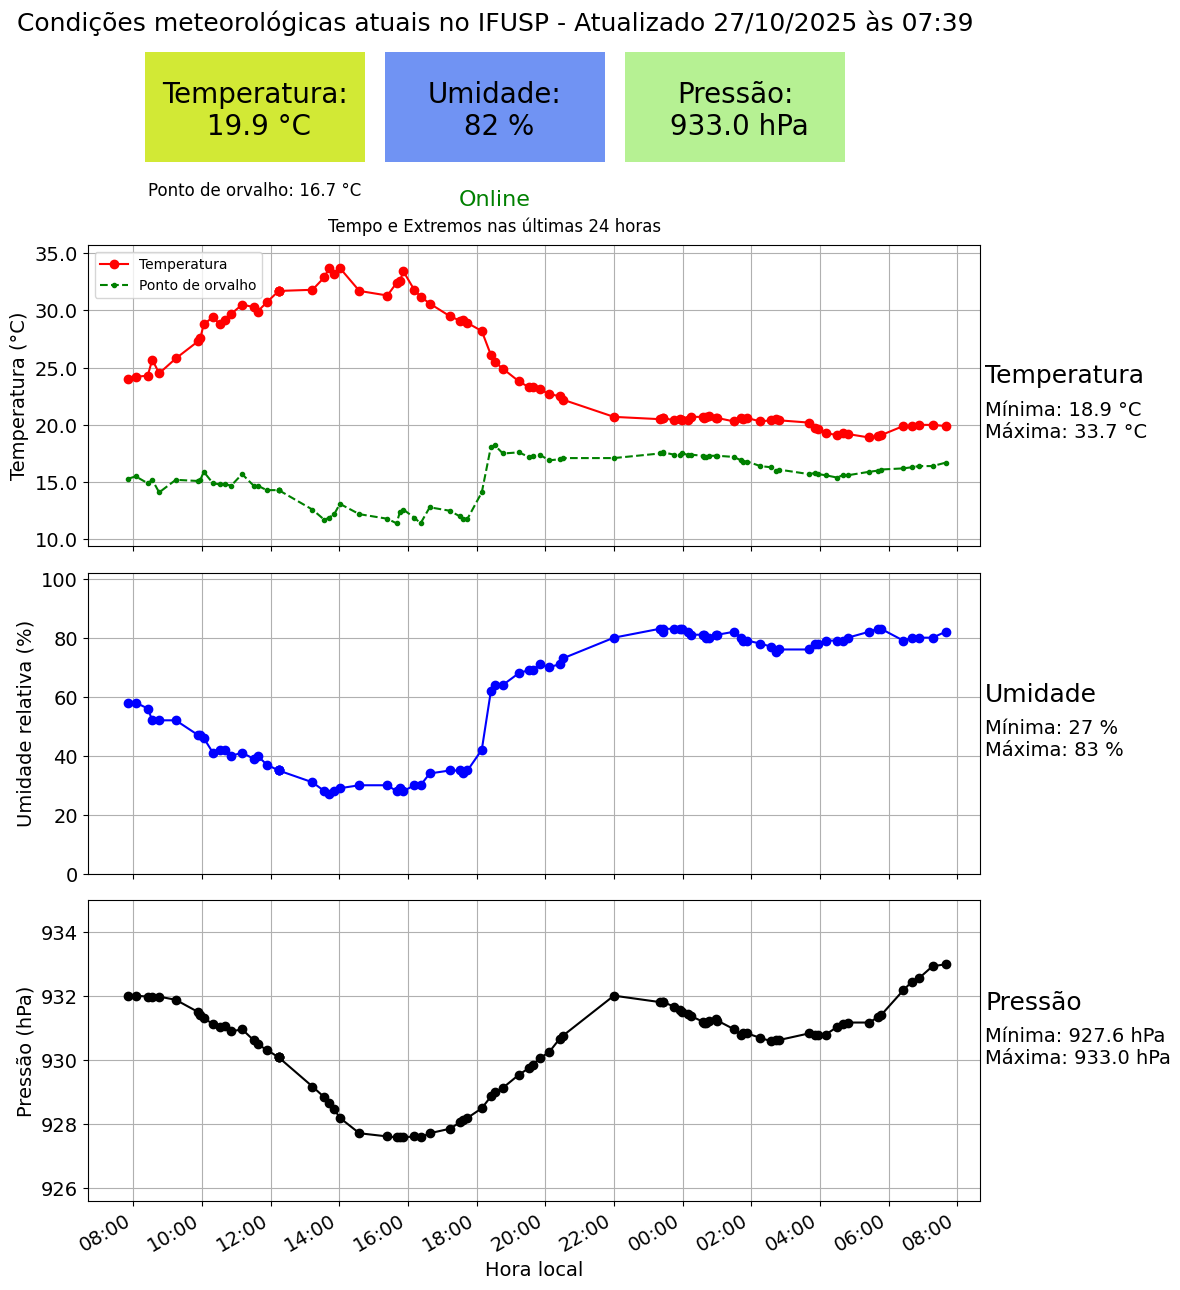 Condições meteorológicas atuais no IFUSP - Atualizado 27/10/2025 às 07:39
Temperatura:
19.9 °C
Umidade:
82 %
Pressão:
933.0 hPa
Ponto de orvalho: 16.7 °C
Online
Tempo e Extremos nas últimas 24 horas
Temperatura (°C)
35.0
30.0
25.0
20.0
15.0
10.0
Temperatura
Ponto de orvalho
Temperatura
Mínima: 18.9 °C
Máxima: 33.7 °C
Umidade relativa (%)
100
80
60
40
20
0
Umidade
Mínima: 27 %
Máxima: 83 %
Pressão (hPa)
934
932
930
928
926
Pressão
Mínima: 927.6 hPa
Máxima: 933.0 hPa
08:00 10:00 12:00 14:00 16:00 18:00 20:00 22:00 00:00 02:00 04:00 06:00 08:00
Hora local